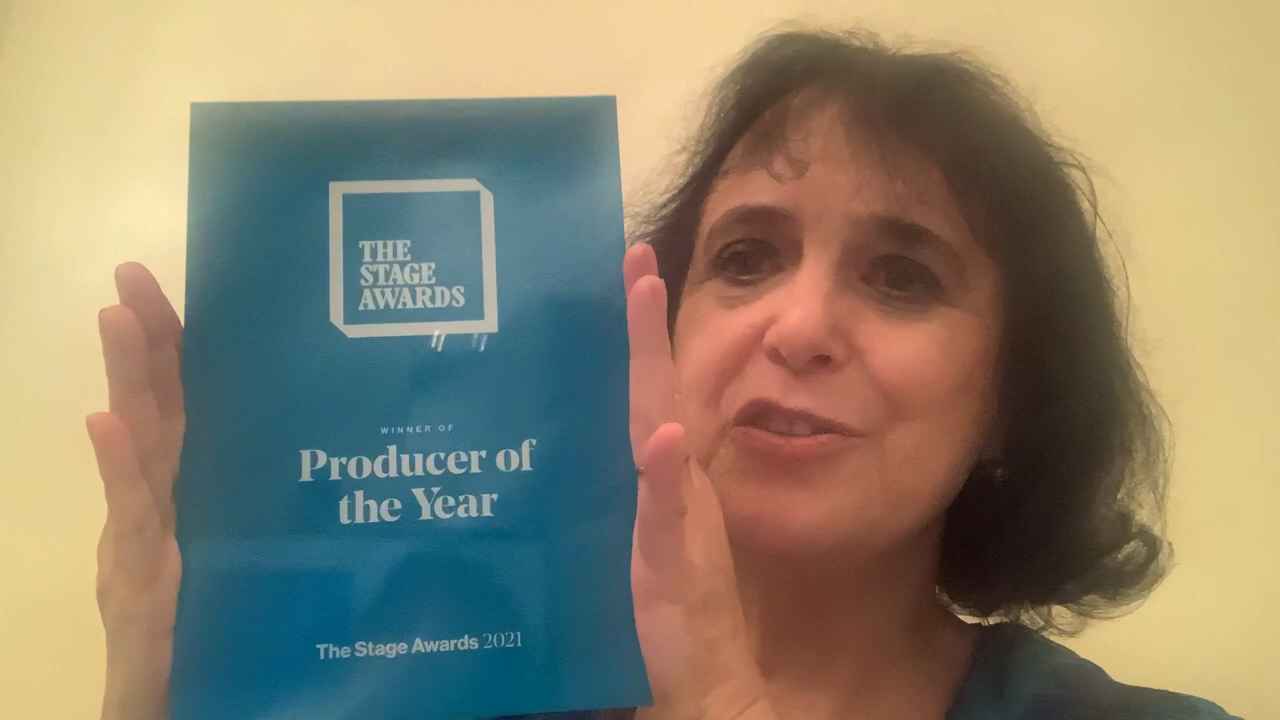 THE
STAGE
AWARDS
WINNER OF
Producer of
the Year
The Stage Awards 2021